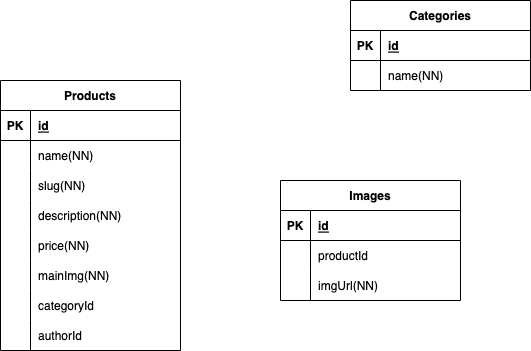 Categories
PK id
name(NN)
Products
PK id
name(NN)
slug(NN)
description(NN)
price(NN)
mainImg(NN)
categoryId
authorId
Images
PK id
productId
imgUrl(NN)